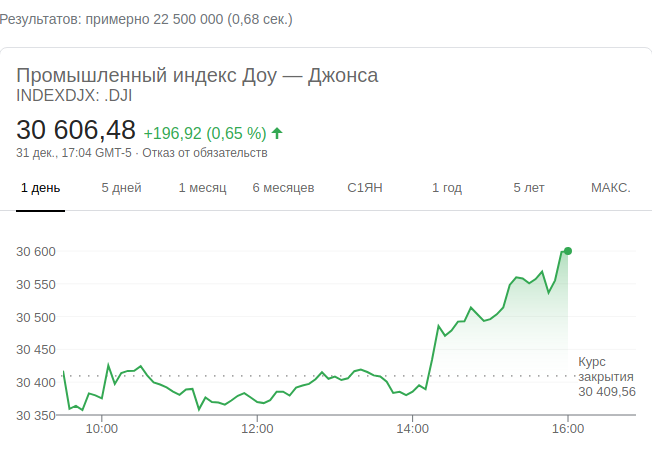 Результатов: примерно 22 500 000 (0,68 сек.)
Промышленный индекс Доу — Джонса
INDEXDJX: .DJI
30 606,48 +196,92 (0,65 %)
31 дек., 17:04 GMT-5 · Отказ от обязательств
1 день 5 дней 1 месяц 6 месяцев С1ЯН 1 год 5 лет МАКС.
30 600
30 550
30 500
30 450
30 400
30 350
Курс
закрытия
30 409,56
10:00 12:00 14:00 16:00